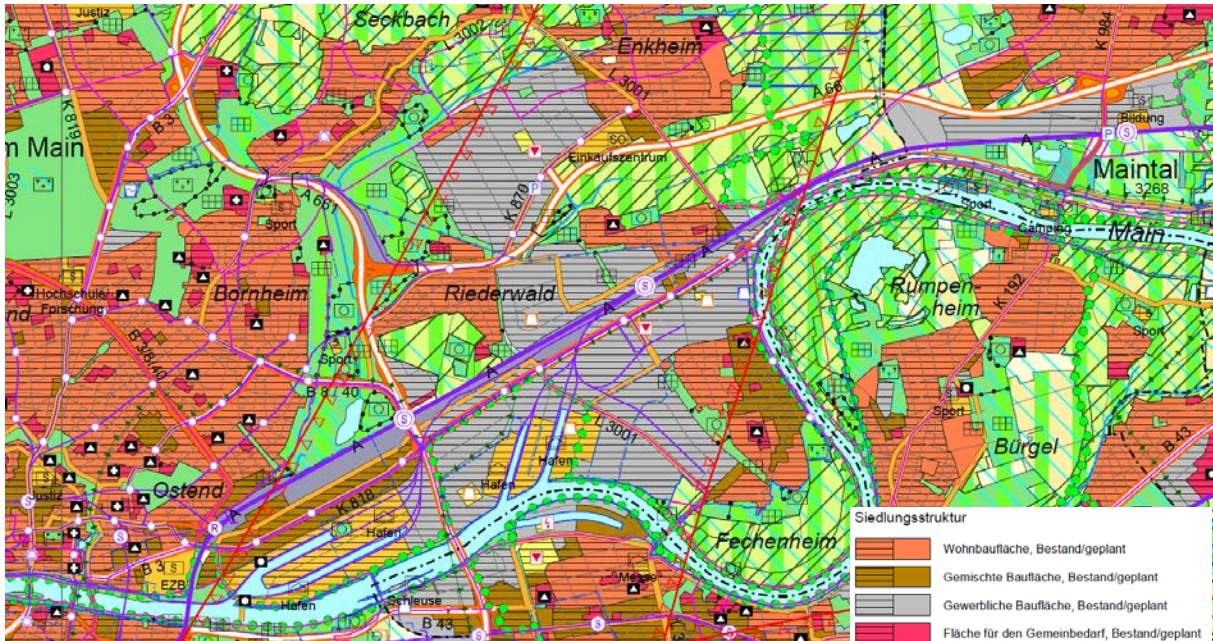 Justiz
Seckbach
L 3002
Enkheim
L 3001
K 984
K 819
B 3
A 66
SO
S
Bildung
m Main
Einkaufszentrum
P
S
P
A
A
Maintal
L 3268
L 3003
K 870
A 661
S
Sport
Sport
Camping
Main
A
Bornheim
Riederwald
S
Rumpenheim
K 192
S
Hochschule/
Forschung
nd
A
S
Sport
B 3/8/40
Sport
B 8 / 40
A
S
A
S
Sport
L 3001
Bürgel
B 43
Hafen
Hafen
Justiz
Ostend
A
R
K 818
Hafen
S
S
Fechenheim
B 3
S
EZB
Messe
Hafen
Schleuse
B 43
S
S
Siedlungsstruktur
Wohnbaufläche, Bestand/geplant
Gemischte Baufläche, Bestand/geplant
Gewerbliche Baufläche, Bestand/geplant
Fläche für den Gemeinbedarf, Bestand/geplant